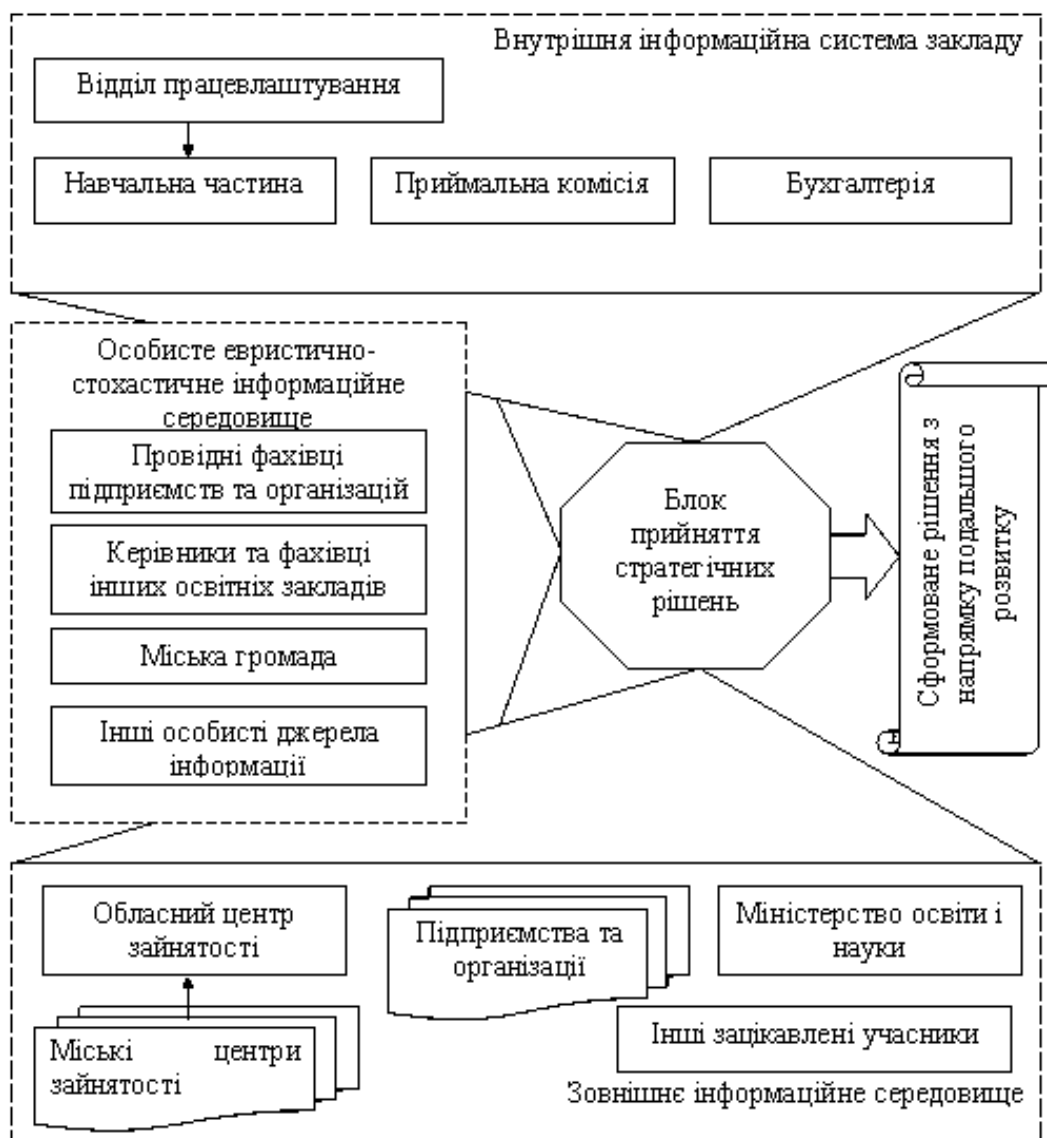 Внутрішня інформаційна система закладу
Відділ працевлаштування
Навчальна частина
Приймальна комісія
Бухгалтерія
Особисте евристично-
стохастичне інформаційне
середовище
Провідні фахівці
підприємств та організацій
Керівники та фахівці
інших освітніх закладів
Міська громада
Інші особисті джерела
інформації
Блок
прийняття
стратегічних
рішень
Сформоване рішення з
напрямку подальшого
розвитку
Обласний центр
зайнятості
Підприємства та
організації
Міністерство освіти і
науки
Міські центри
зайнятості
Інші зацікавлені учасники
Зовнішнє інформаційне середовище